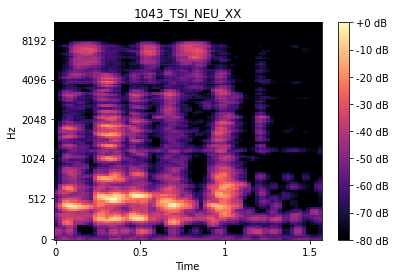 1043_TSI_NEU_XX
Hz
8192
4096
2048
1024
512
0
0
0.5
1
1.5
Time
+0 dB
-10 dB
-20 dB
-30 dB
-40 dB
-50 dB
-60 dB
-70 dB
-80 dB